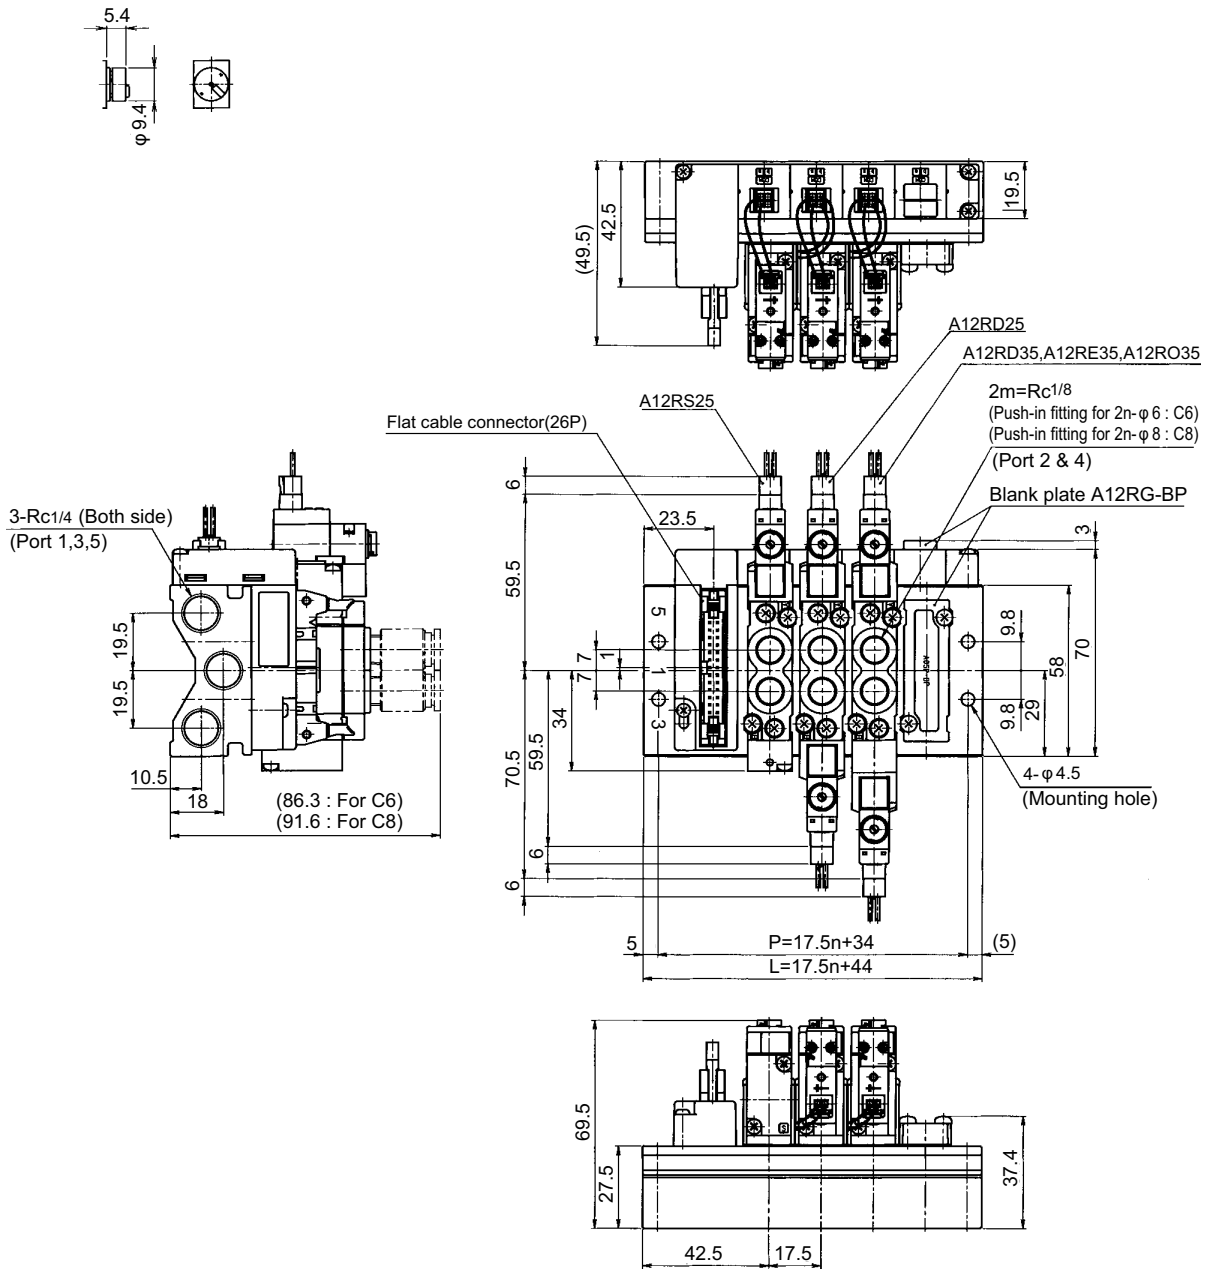 5.4
φ 9.4
(49.5)
42.5
19.5
A12RD25
A12RD35,A12RE35,A12RO35
A12RS25
2m=Rc1/8
(Push-in fitting for 2n-φ 6 : C6)
(Push-in fitting for 2n-φ 8 : C8)
(Port 2 & 4)
Flat cable connector(26P)
Blank plate A12RG-BP
3-Rc1/4 (Both side)
(Port 1,3,5)
6
23.5
3
59.5
19.5
19.5
10.5
18
(86.3 : For C6)
(91.6 : For C8)
5
1
3
7
1
7
34
59.5
70.5
6
6
9.8
9.8
29
58
70
4-φ 4.5
(Mounting hole)
5
P=17.5n+34
(5)
L=17.5n+44
69.5
27.5
S
37.4
42.5
17.5